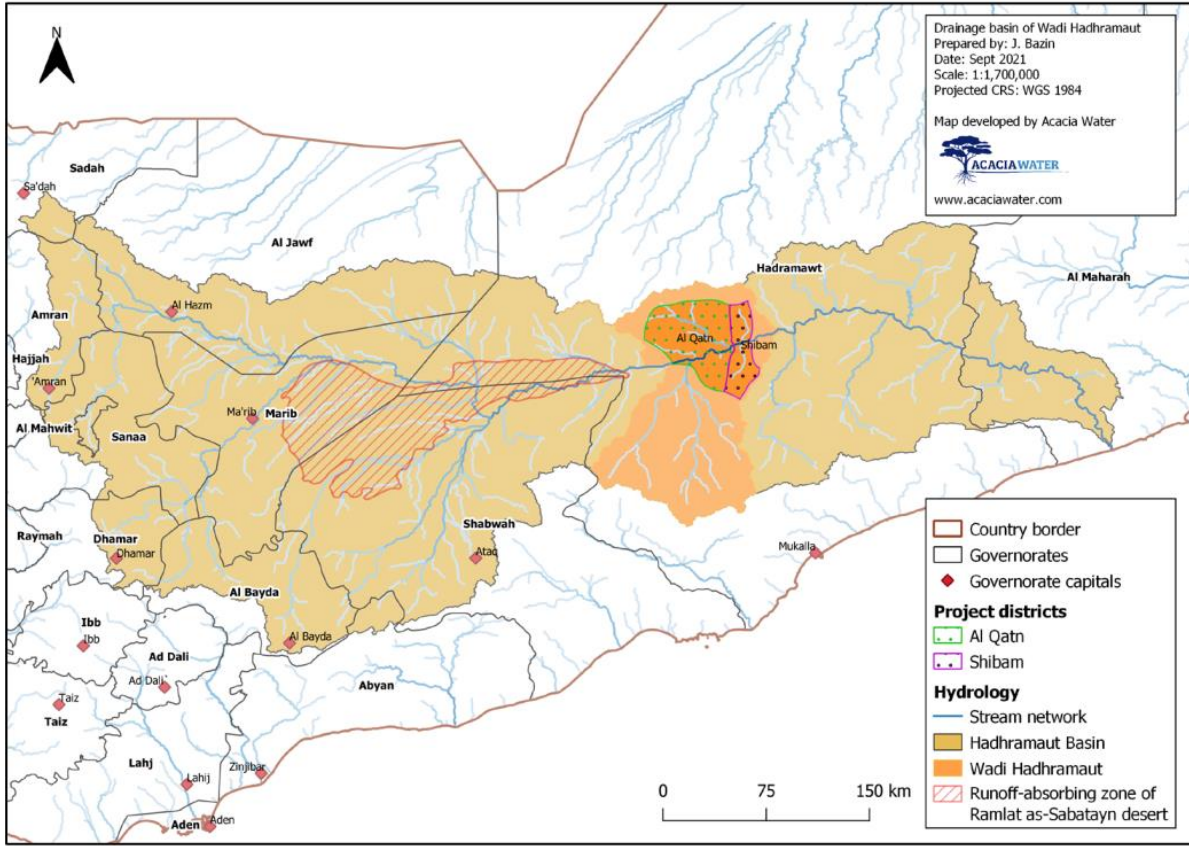 Drainage basin of Wadi Hadhramaut
Prepared by: J. Bazin
Date: Sept 2021
Scale: 1:1,700,000
Projected CRS: WGS 1984
Map developed by Acacia Water
ACACIAWATER
www.acaciawater.com
N
Sadah
Sa'dah
Al Jawf
Hadramawt
Al Maharah
Al Hazm
Amran
Al Qatn
Shibam
Hajjah
'Amran
Ma'rib
Marib
Al Mahwit
Sanaa
Shabwah
Raymah
Dhamar
Dhamar
Ataq
Mukalla
Al Bayda
Ibb
Ibb
Al Bayda
Ad Dali
Ad Dali
Abyan
Taiz
Taiz
Lahj
Zinjibar
Lahij
Aden
Aden
Country border
Governorates
Governorate capitals
Project districts
Al Qatn
Shibam
Hydrology
Stream network
Hadhramaut Basin
Wadi Hadhramaut
Runoff-absorbing zone of
Ramlat as-Sabatayn desert
0 75 150 km